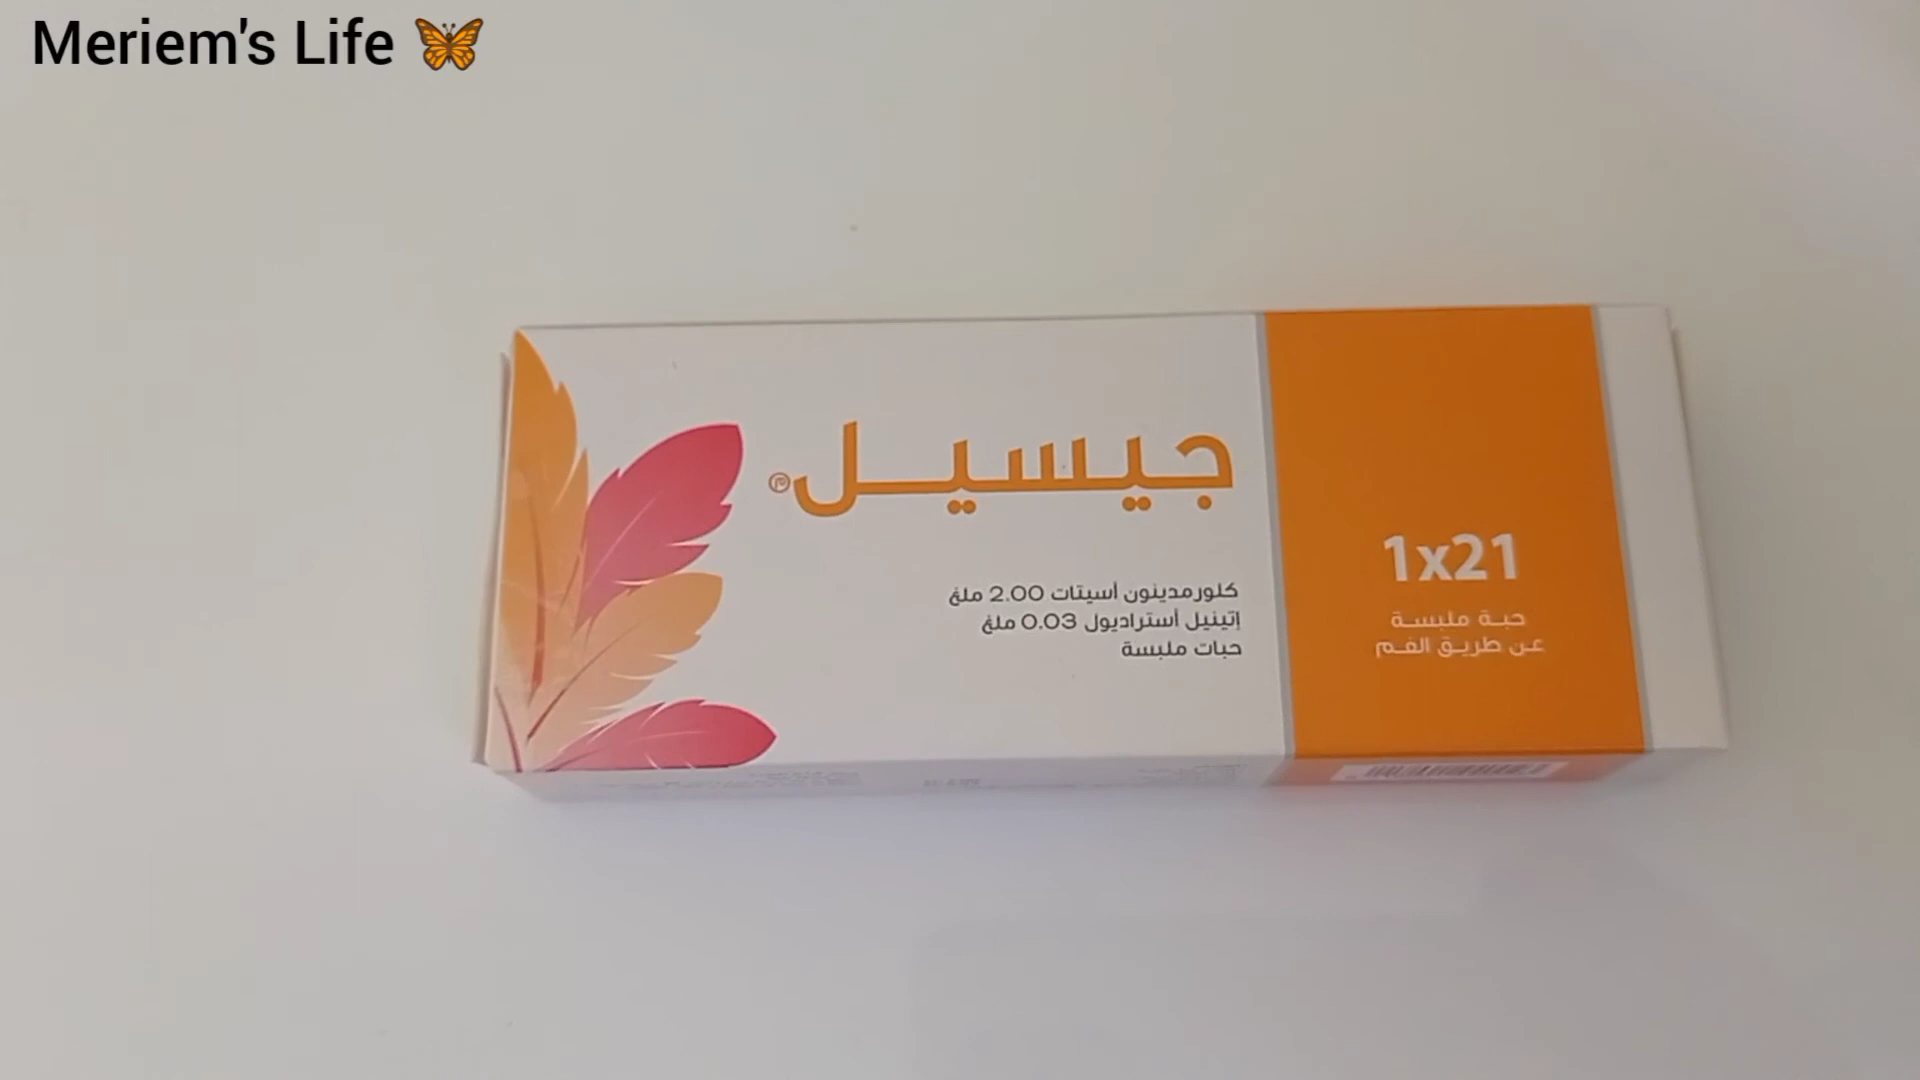 Meriem's Life 🦋
جيسيل
كلورمدينون أسيتات 2.00 ملغ
إتينيل أستراديول 0.03 ملغ
حبات ملبسة
1x21
حبة ملبسة
عن طريق الفم